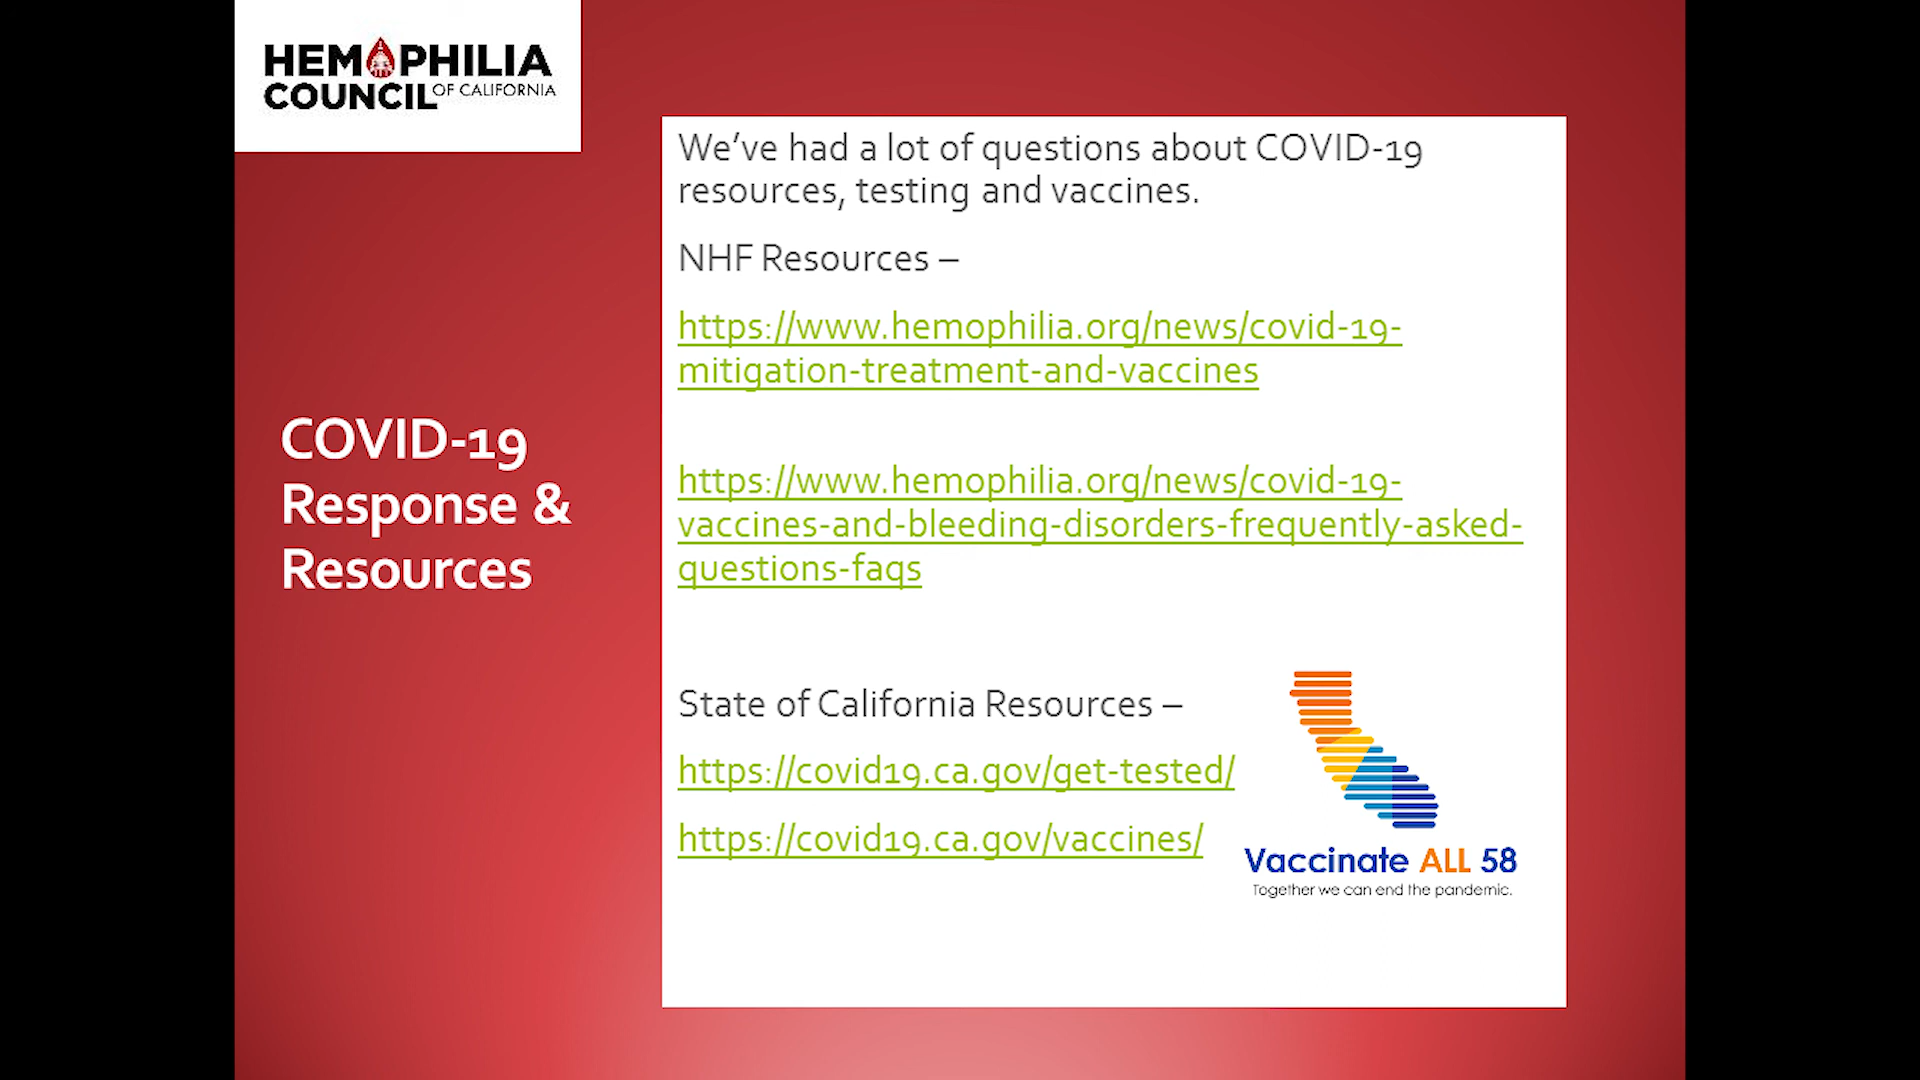 HEMOPHILIA
COUNCIL OF CALIFORNIA
COVID-19
Response &
Resources
We've had a lot of questions about COVID-19
resources, testing and vaccines.
NHF Resources –
https://www.hemophilia.org/news/covid-19-
mitigation-treatment-and-vaccines
https://www.hemophilia.org/news/covid-19-
vaccines-and-bleeding-disorders-frequently-asked-
questions-faqs
State of California Resources –
https://covid19.ca.gov/get-tested/
https://covid19.ca.gov/vaccines/
Vaccinate ALL 58
Together we can end the pandemic.